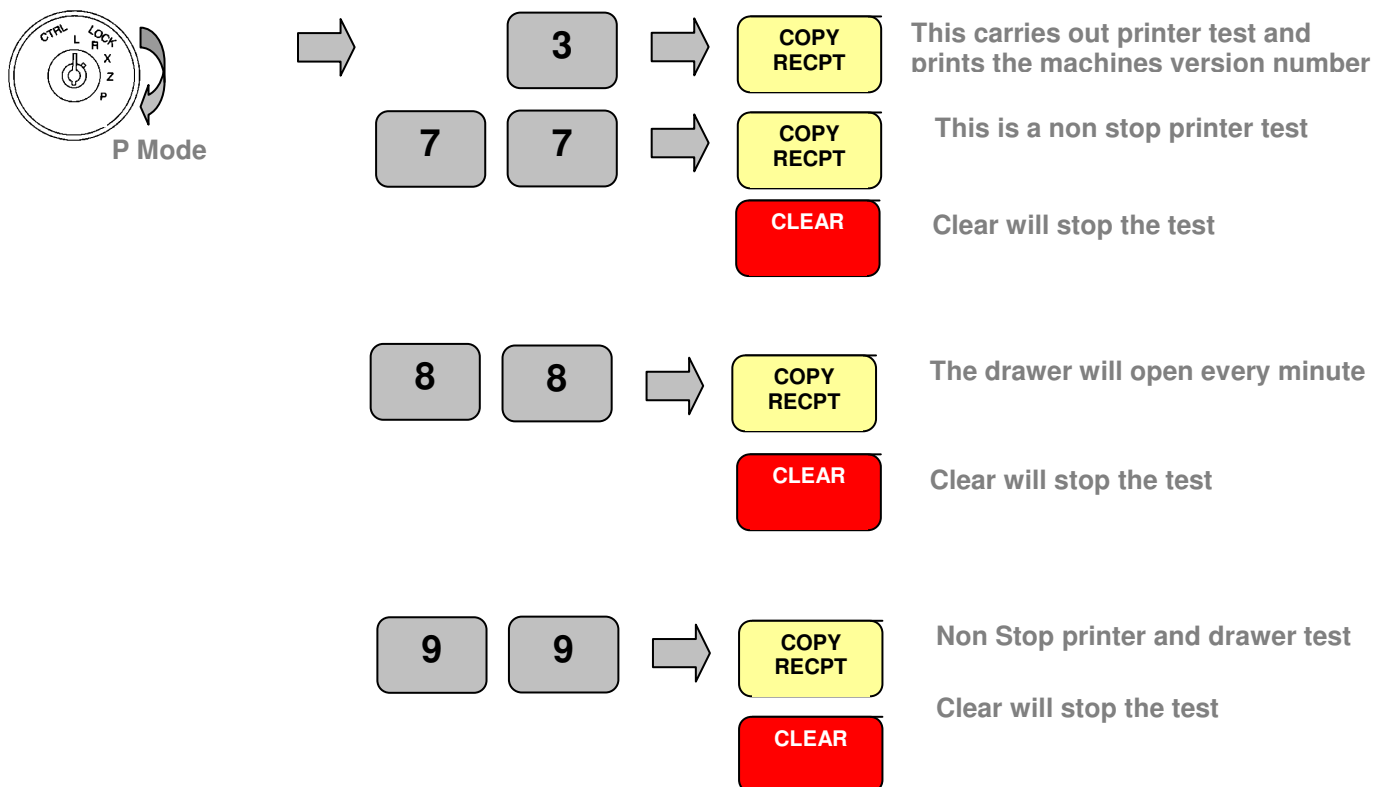 CTRL L LOCK R X Z P
P Mode
3
COPY
RECPT
This carries out printer test and
prints the machines version number
7 7
COPY
RECPT
This is a non stop printer test
CLEAR
Clear will stop the test
8 8
COPY
RECPT
The drawer will open every minute
CLEAR
Clear will stop the test
9 9
COPY
RECPT
Non Stop printer and drawer test
Clear will stop the test
CLEAR